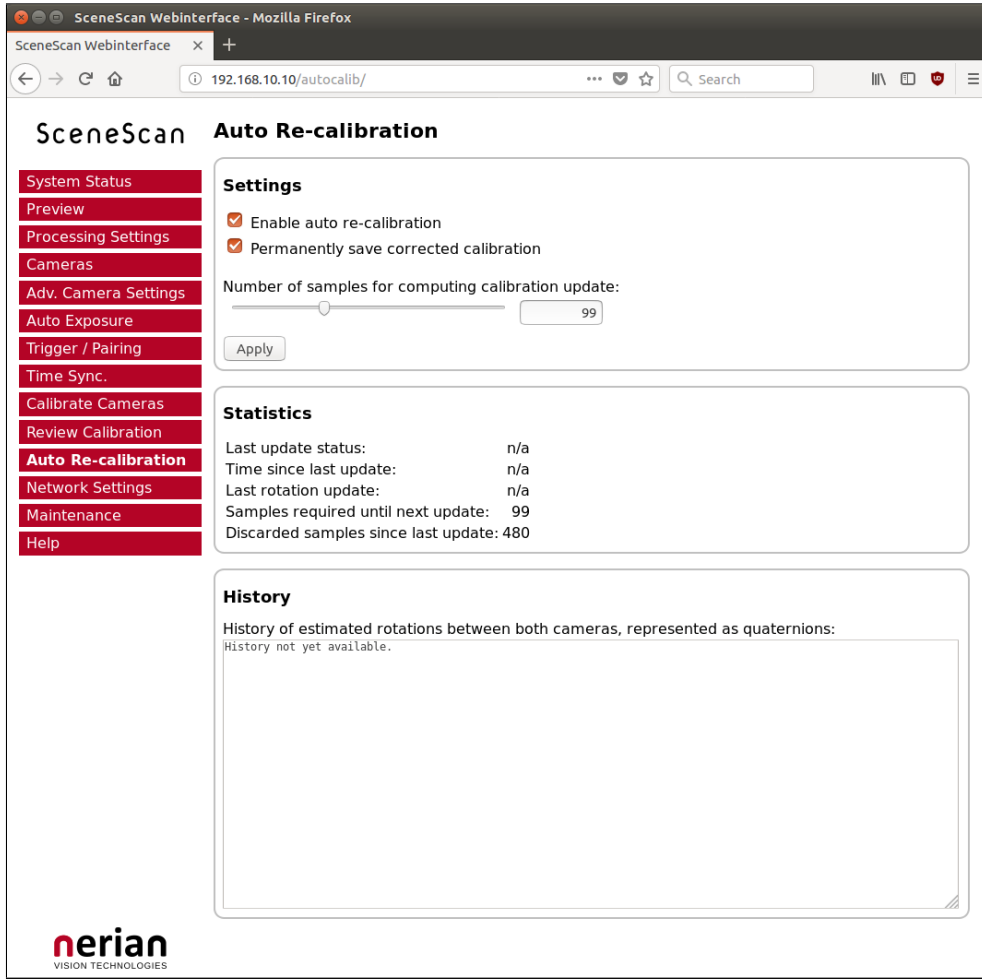 SceneScan Webinterface - Mozilla Firefox
SceneScan Webinterface
192.168.10.10/autocalib/
Search
SceneScan
System Status
Preview
Processing Settings
Cameras
Adv. Camera Settings
Auto Exposure
Trigger / Pairing
Time Sync.
Calibrate Cameras
Review Calibration
Auto Re-calibration
Network Settings
Maintenance
Help
Auto Re-calibration
Settings
Enable auto re-calibration
Permanently save corrected calibration
Number of samples for computing calibration update:
99
Apply
Statistics
Last update status: n/a
Time since last update: n/a
Last rotation update: n/a
Samples required until next update: 99
Discarded samples since last update: 480
History
History of estimated rotations between both cameras, represented as quaternions:
History not yet available.
nerian
VISION TECHNOLOGIES